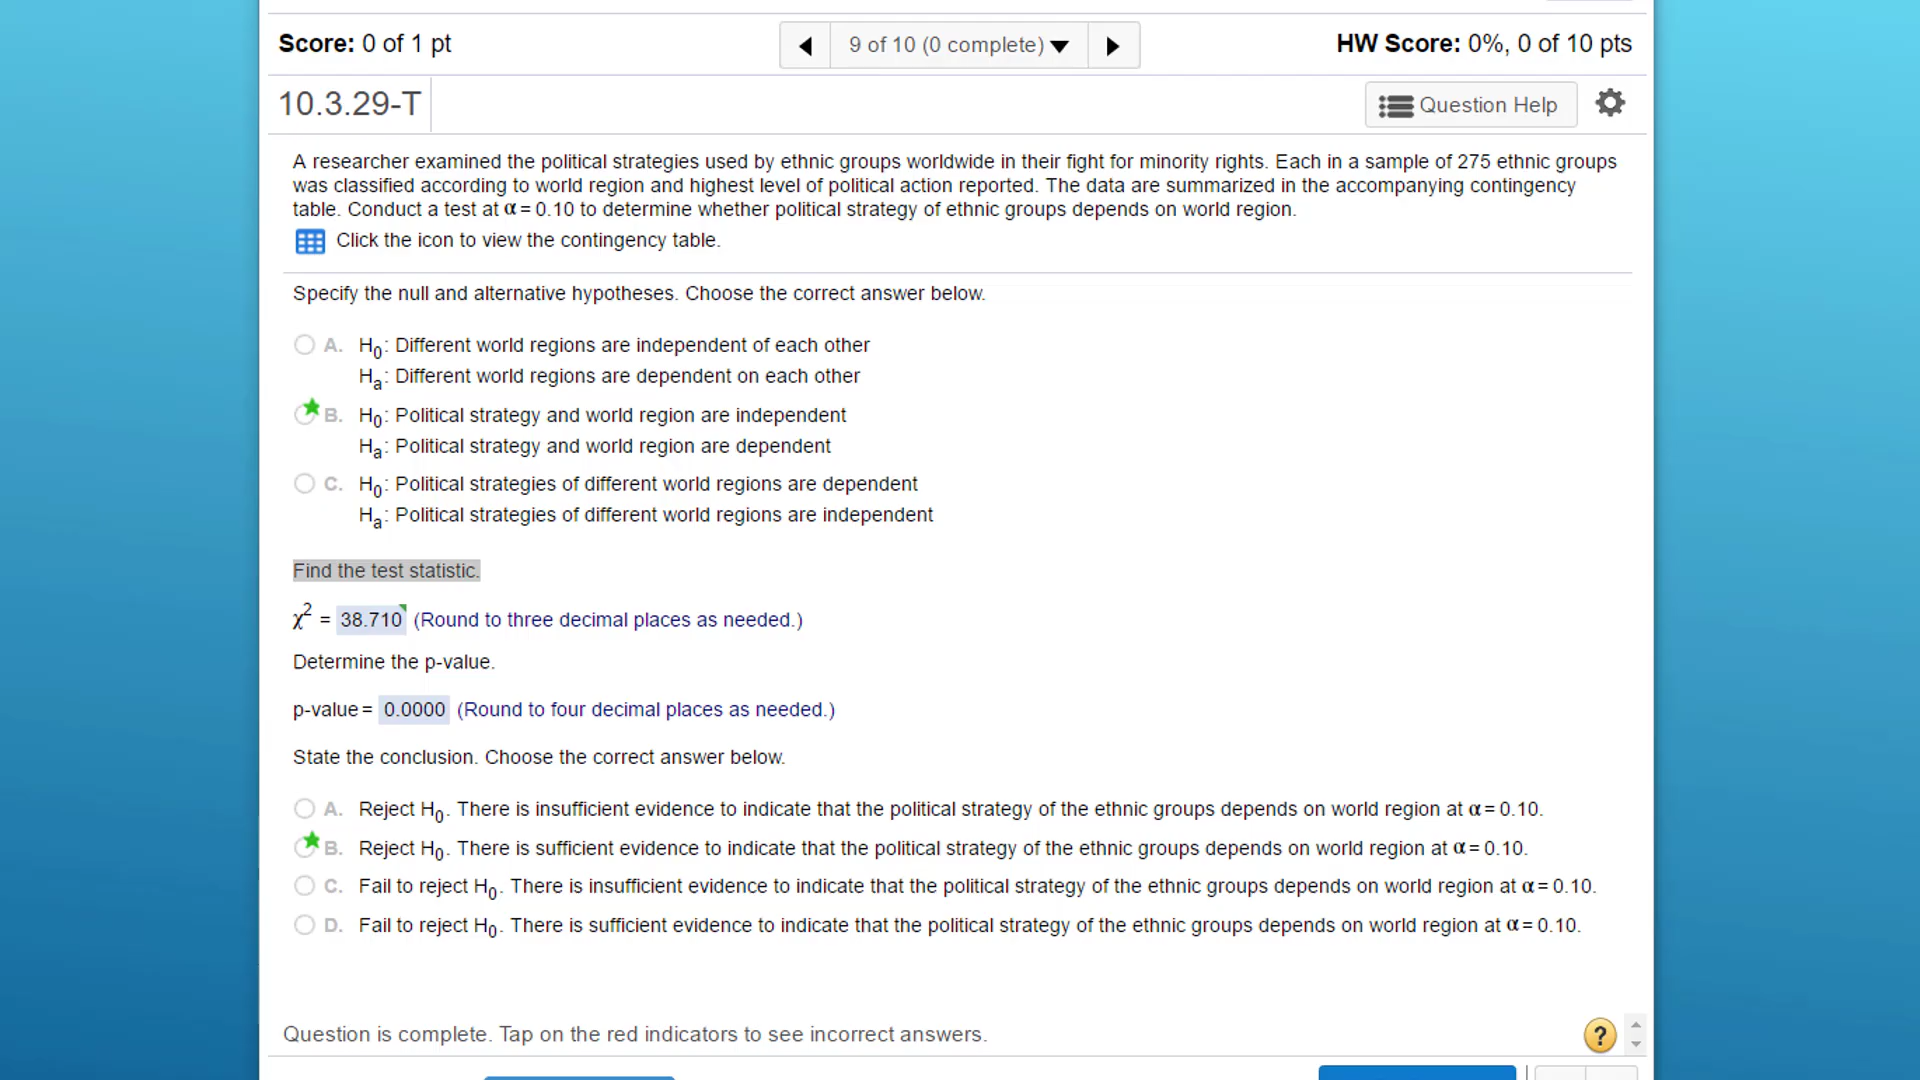 Score: 0 of 1 pt
9 of 10 (0 complete)
HW Score: 0%, 0 of 10 pts
10.3.29-T
Question Help
A researcher examined the political strategies used by ethnic groups worldwide in their fight for minority rights. Each in a sample of 275 ethnic groups
was classified according to world region and highest level of political action reported. The data are summarized in the accompanying contingency
table. Conduct a test at α = 0.10 to determine whether political strategy of ethnic groups depends on world region.
Click the icon to view the contingency table.
Specify the null and alternative hypotheses. Choose the correct answer below.
A. H0: Different world regions are independent of each other
Ha: Different world regions are dependent on each other
B. H0: Political strategy and world region are independent
Ha: Political strategy and world region are dependent
C. H0: Political strategies of different world regions are dependent
Ha: Political strategies of different world regions are independent
Find the test statistic.
χ2 = 38.710 (Round to three decimal places as needed.)
Determine the p-value.
p-value = 0.0000 (Round to four decimal places as needed.)
State the conclusion. Choose the correct answer below.
A. Reject H0. There is insufficient evidence to indicate that the political strategy of the ethnic groups depends on world region at α = 0.10.
B. Reject H0. There is sufficient evidence to indicate that the political strategy of the ethnic groups depends on world region at α = 0.10.
C. Fail to reject H0. There is insufficient evidence to indicate that the political strategy of the ethnic groups depends on world region at α = 0.10.
D. Fail to reject H0. There is sufficient evidence to indicate that the political strategy of the ethnic groups depends on world region at α = 0.10.
Question is complete. Tap on the red indicators to see incorrect answers.
?